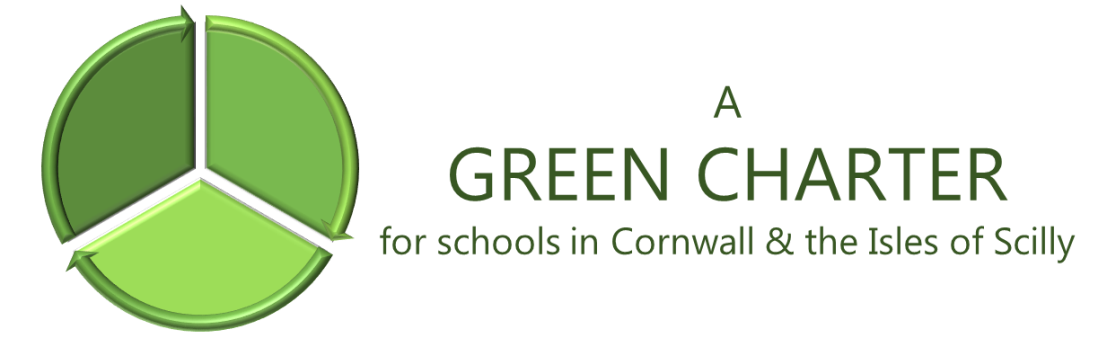 A
GREEN CHARTER
for schools in Cornwall & the Isles of Scilly